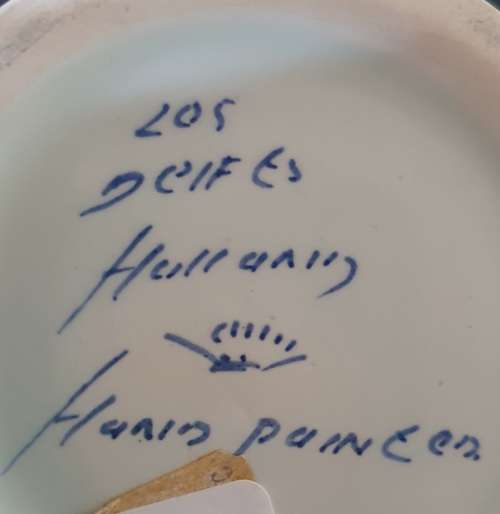 205
Delfts
Holland
Hand painted